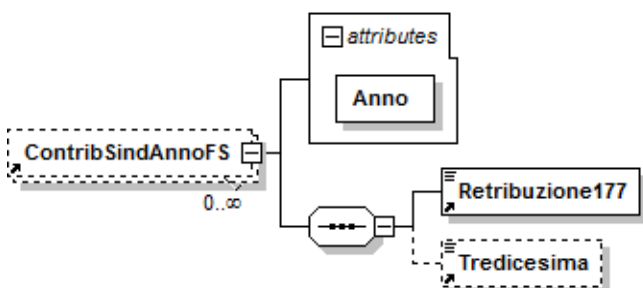 attributes
Anno
ContribSindAnnoFS
0..∞
Retribuzione177
Tredicesima